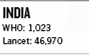 INDIA
WHO: 1,023
Lancet: 46,970